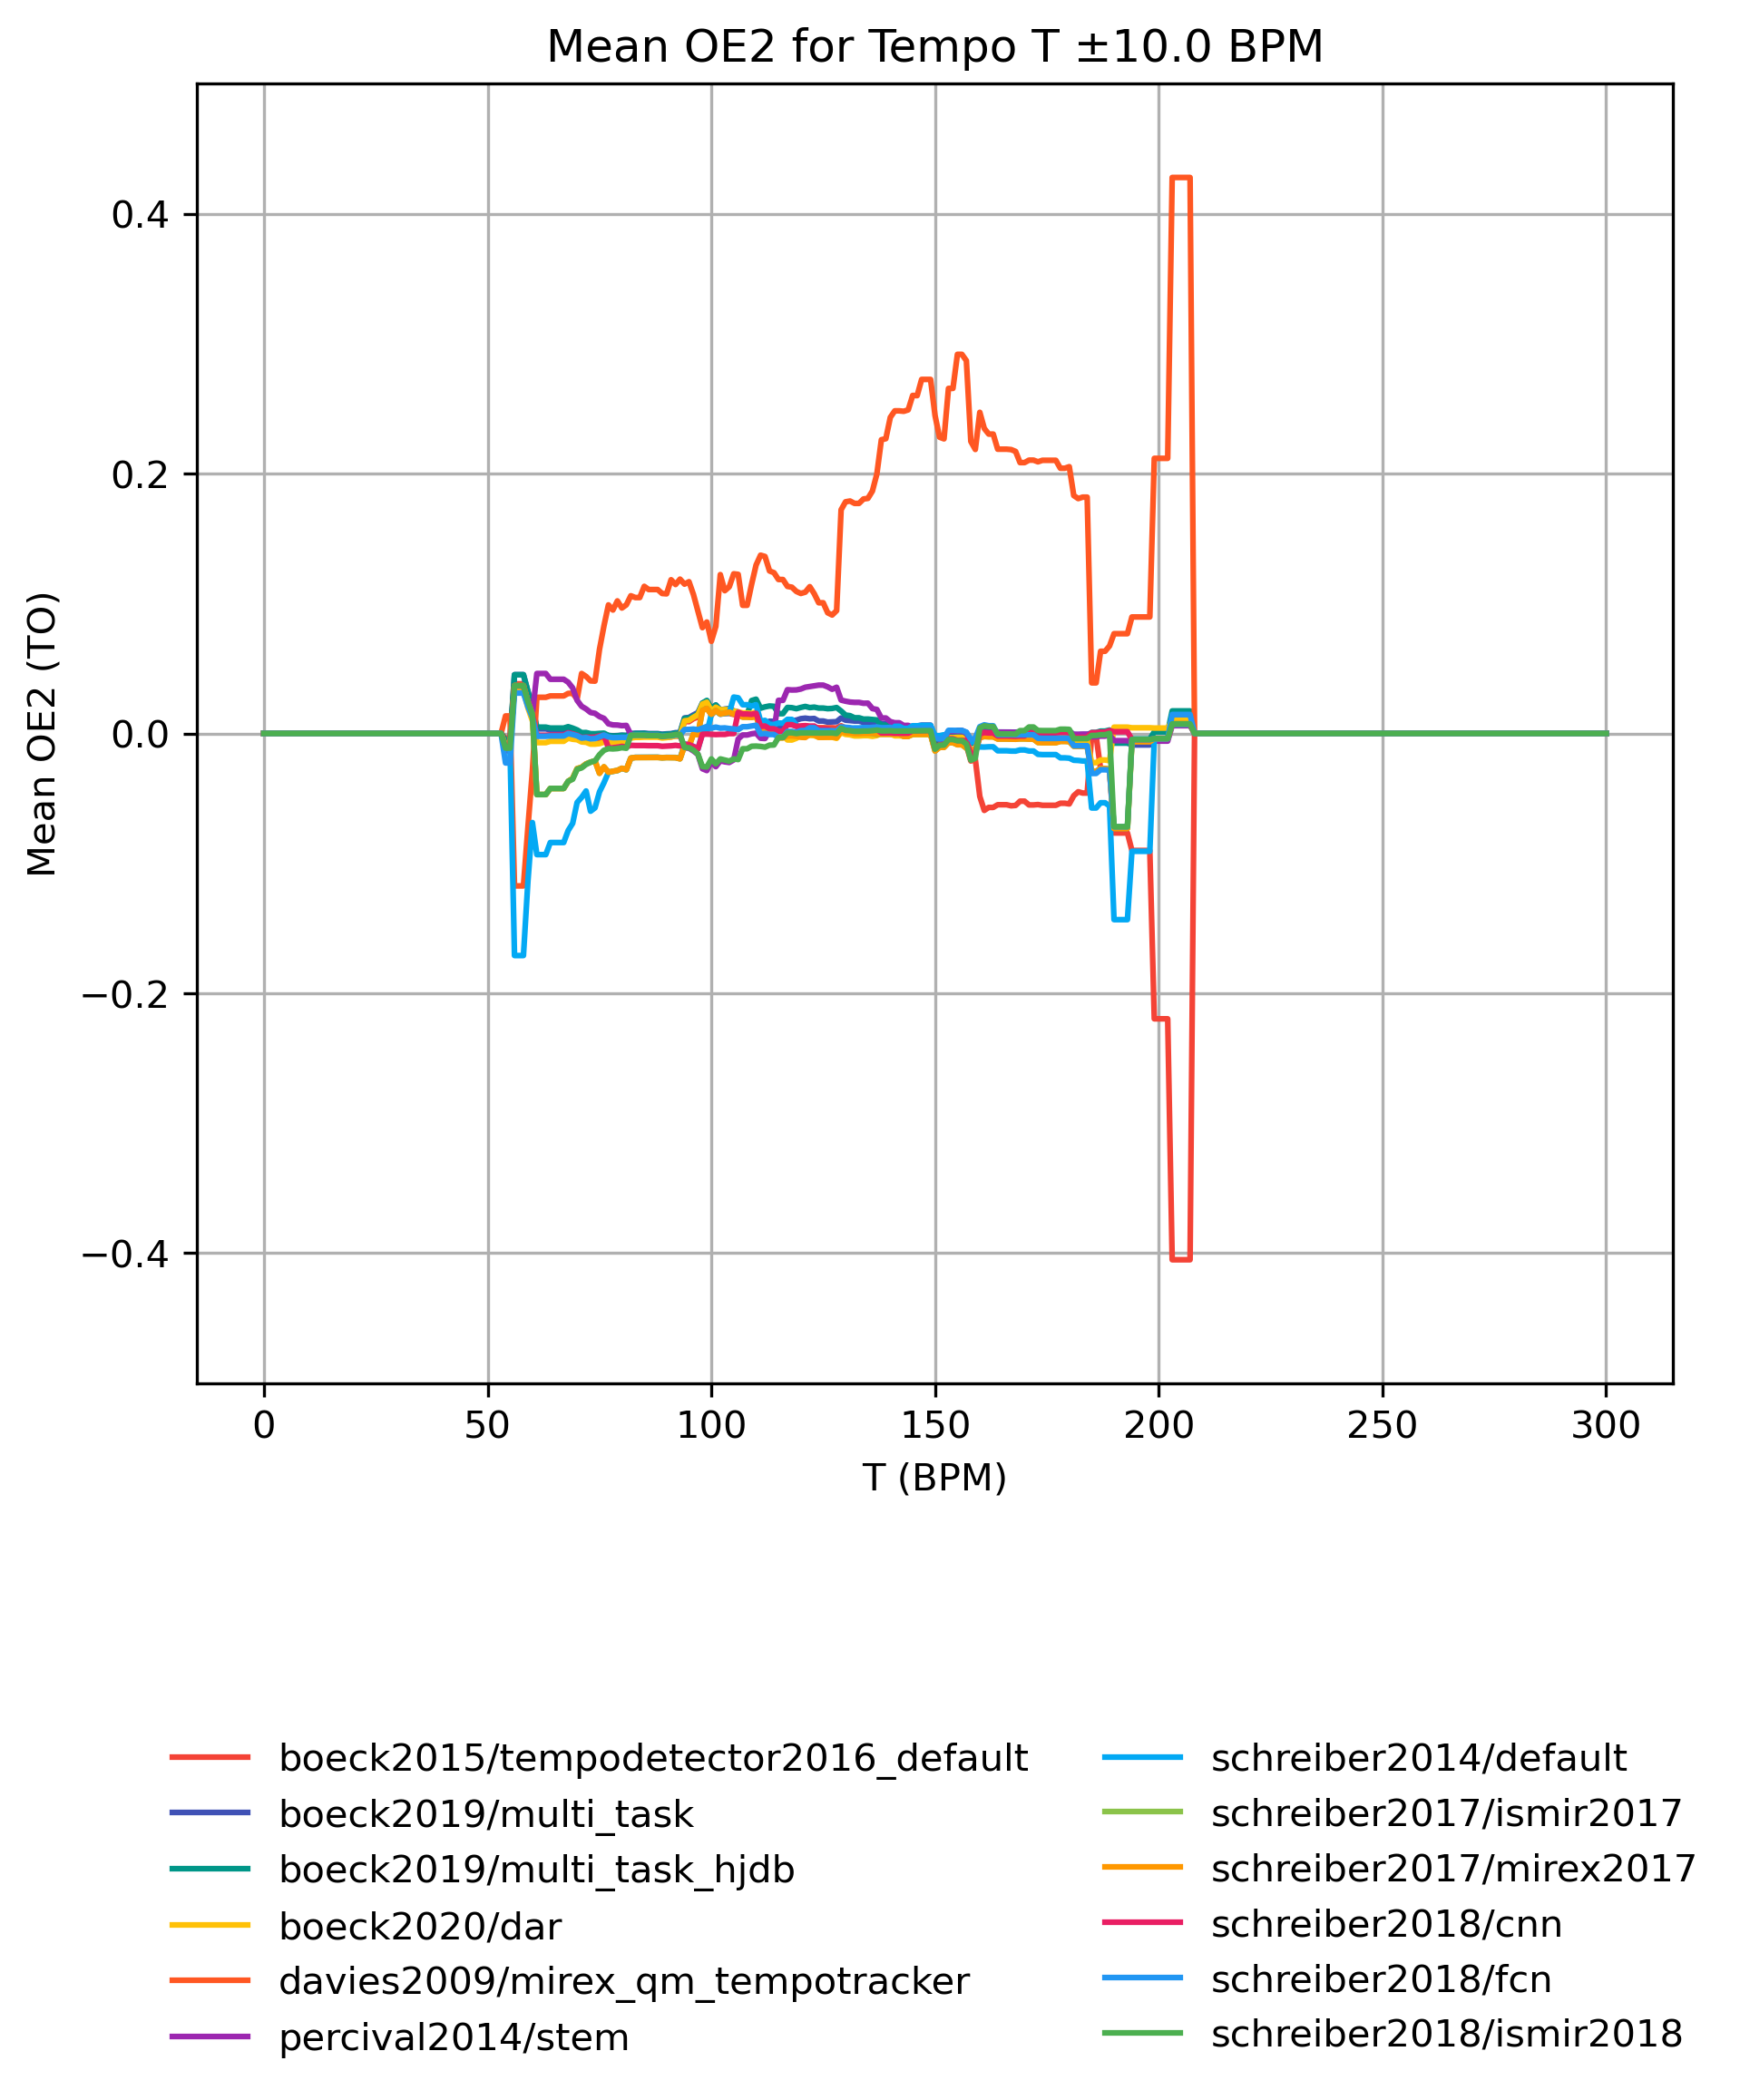 Mean OE2 for Tempo T ±10.0 BPM
Mean OE2 (TO)
0.4
0.2
0.0
−0.2
−0.4
0 50 100 150 200 250 300
T (BPM)
boeck2015/tempodetector2016_default
boeck2019/multi_task
boeck2019/multi_task_hjdb
boeck2020/dar
davies2009/mirex_qm_tempotracker
percival2014/stem
schreiber2014/default
schreiber2017/ismir2017
schreiber2017/mirex2017
schreiber2018/cnn
schreiber2018/fcn
schreiber2018/ismir2018